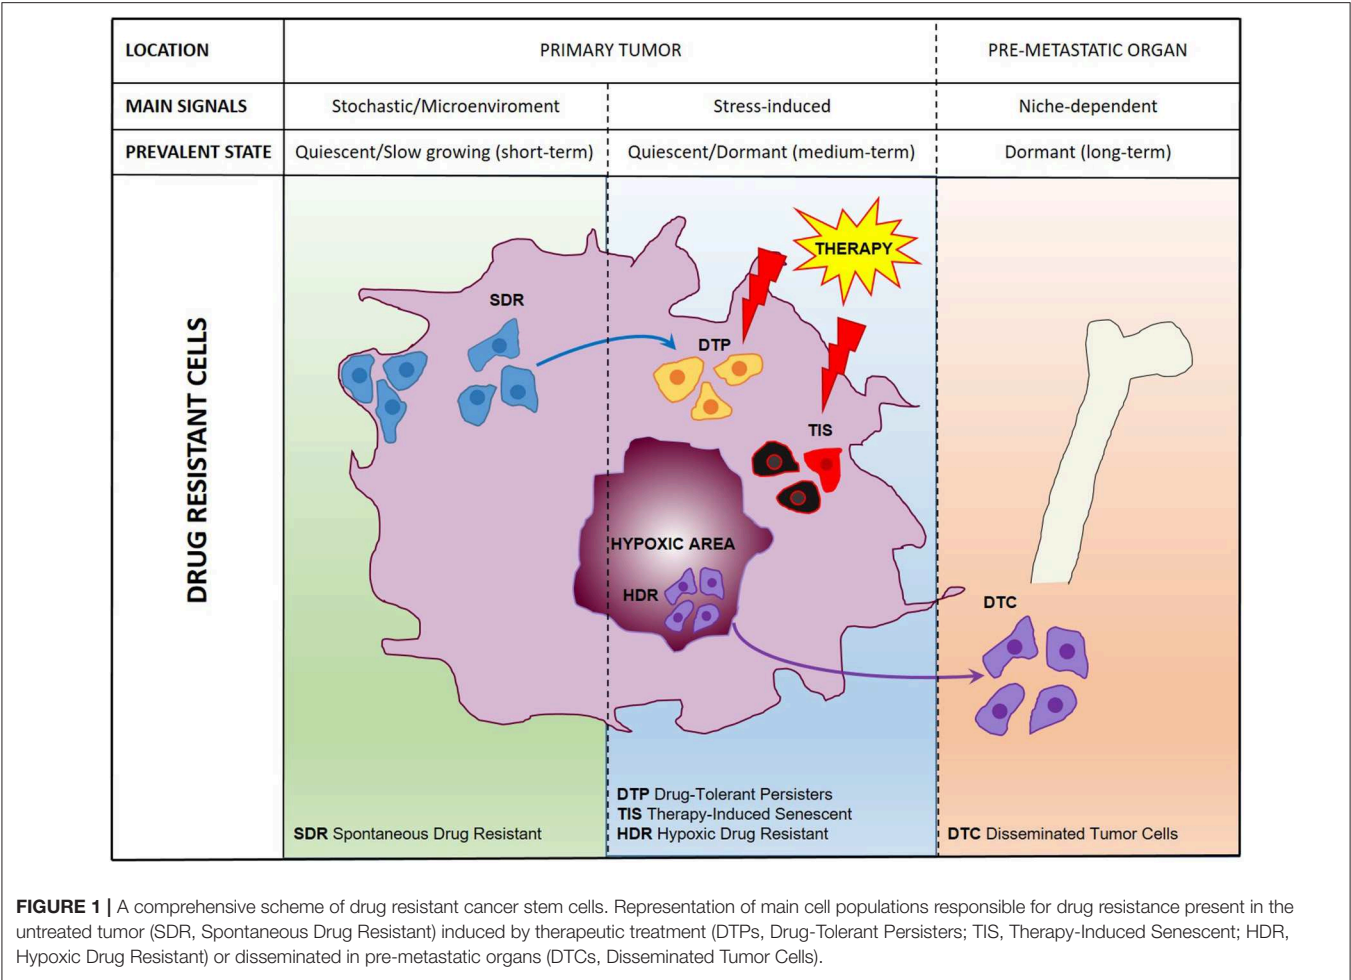 LOCATION PRIMARY TUMOR PRE-METASTATIC ORGAN
MAIN SIGNALS Stochastic/Microenviroment Stress-induced Niche-dependent
PREVALENT STATE Quiescent/Slow growing (short-term) Quiescent/Dormant (medium-term) Dormant (long-term)
DRUG RESISTANT CELLS
THERAPY
SDR
DTP
TIS
HYPOXIC AREA
HDR
DTC
SDR Spontaneous Drug Resistant
DTP Drug-Tolerant Persisters
TIS Therapy-Induced Senescent
HDR Hypoxic Drug Resistant
DTC Disseminated Tumor Cells
FIGURE 1 | A comprehensive scheme of drug resistant cancer stem cells. Representation of main cell populations responsible for drug resistance present in the
untreated tumor (SDR, Spontaneous Drug Resistant) induced by therapeutic treatment (DTPs, Drug-Tolerant Persisters; TIS, Therapy-Induced Senescent; HDR,
Hypoxic Drug Resistant) or disseminated in pre-metastatic organs (DTCs, Disseminated Tumor Cells).